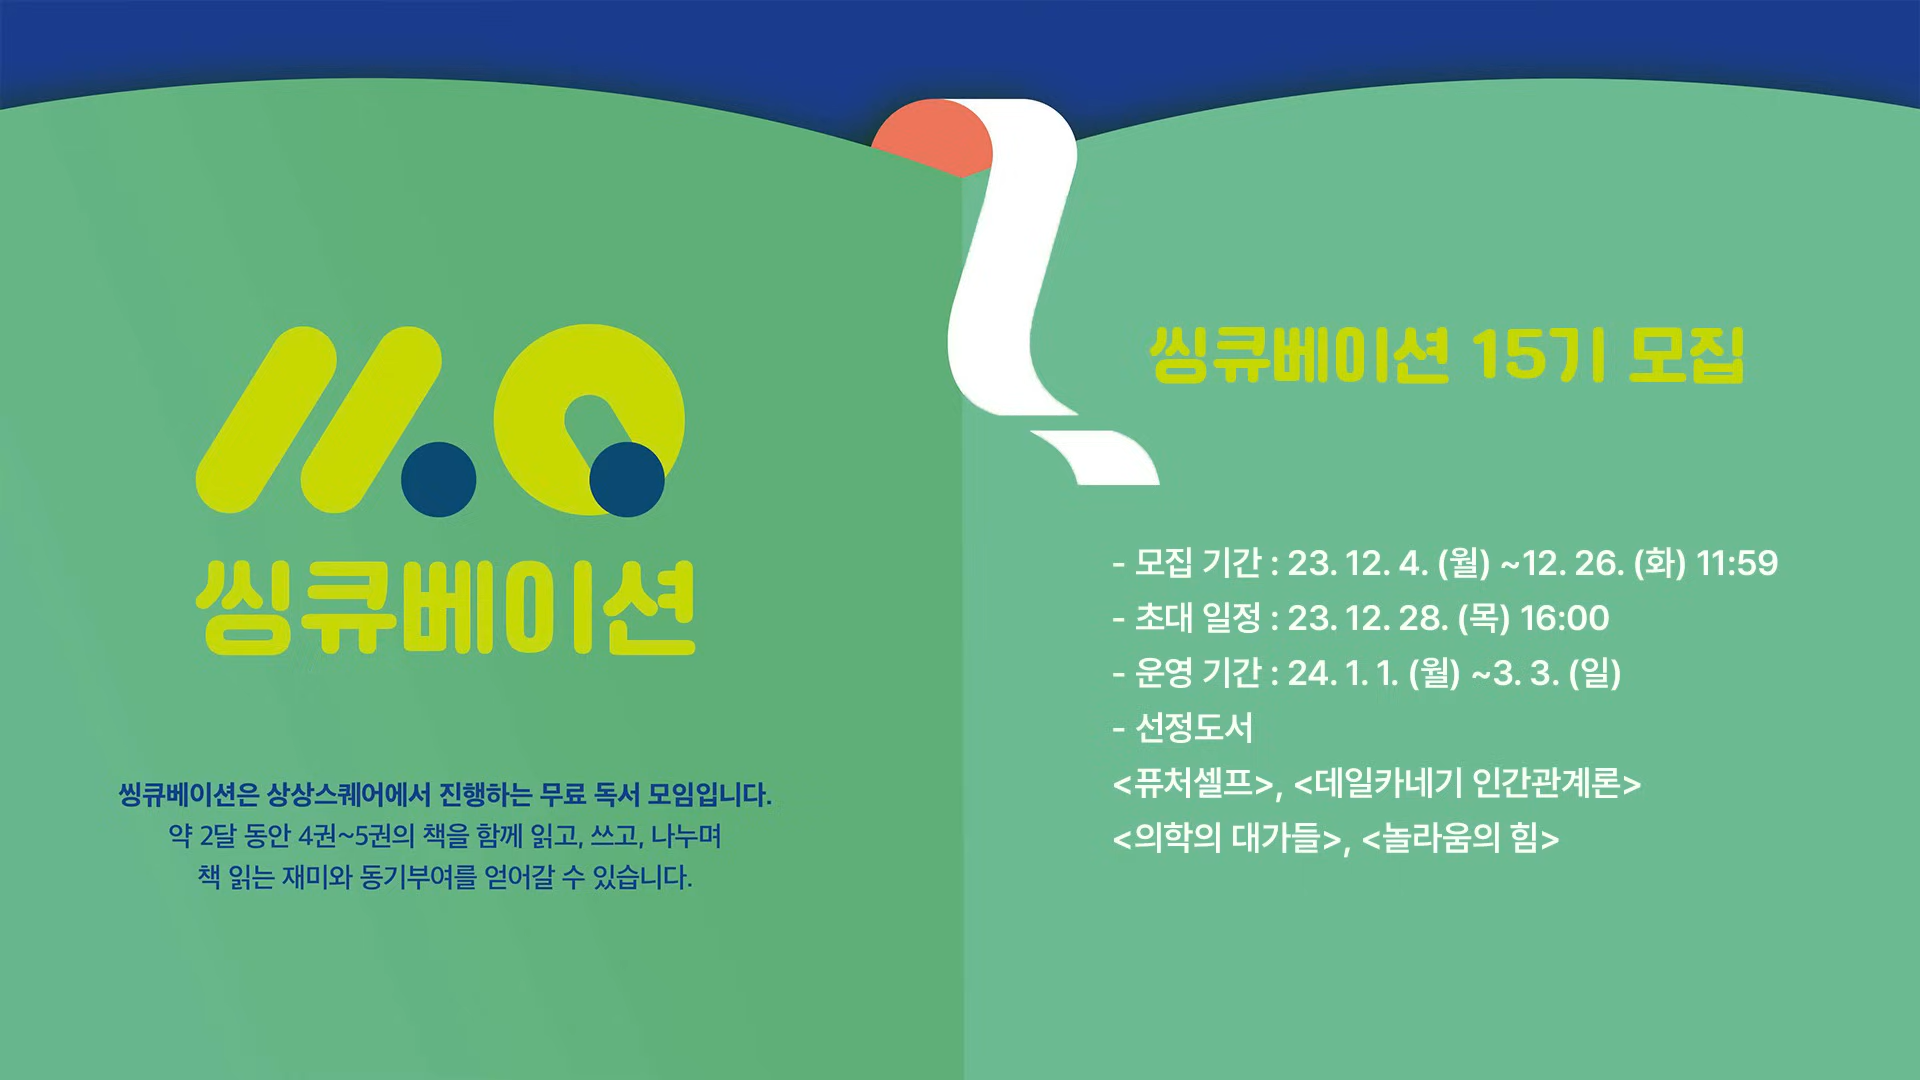 씽큐베이션
씽큐베이션은 상상스퀘어에서 진행하는 무료 독서 모임입니다.
약 2달 동안 4권~5권의 책을 함께 읽고, 쓰고, 나누며
책 읽는 재미와 동기부여를 얻어갈 수 있습니다.
씽큐베이션 15기 모집
- 모집 기간 : 23. 12. 4. (월) ~12. 26. (화) 11:59
- 초대 일정 : 23. 12. 28. (목) 16:00
- 운영 기간 : 24. 1. 1. (월) ~3. 3. (일)
- 선정도서
<퓨처셀프>, <데일카네기 인간관계론>
<의학의 대가들>, <놀라움의 힘>